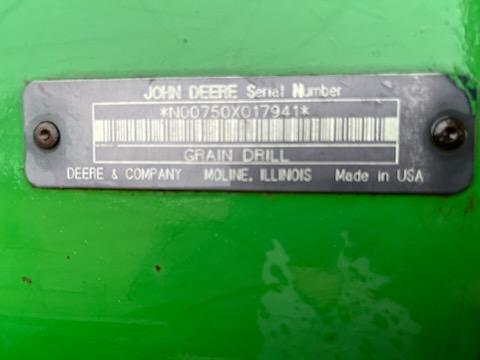 JOHN DEERE Serial Number
*N00750X017941*
GRAIN DRILL
DEERE & COMPANY MOLINE, ILLINOIS Made in USA